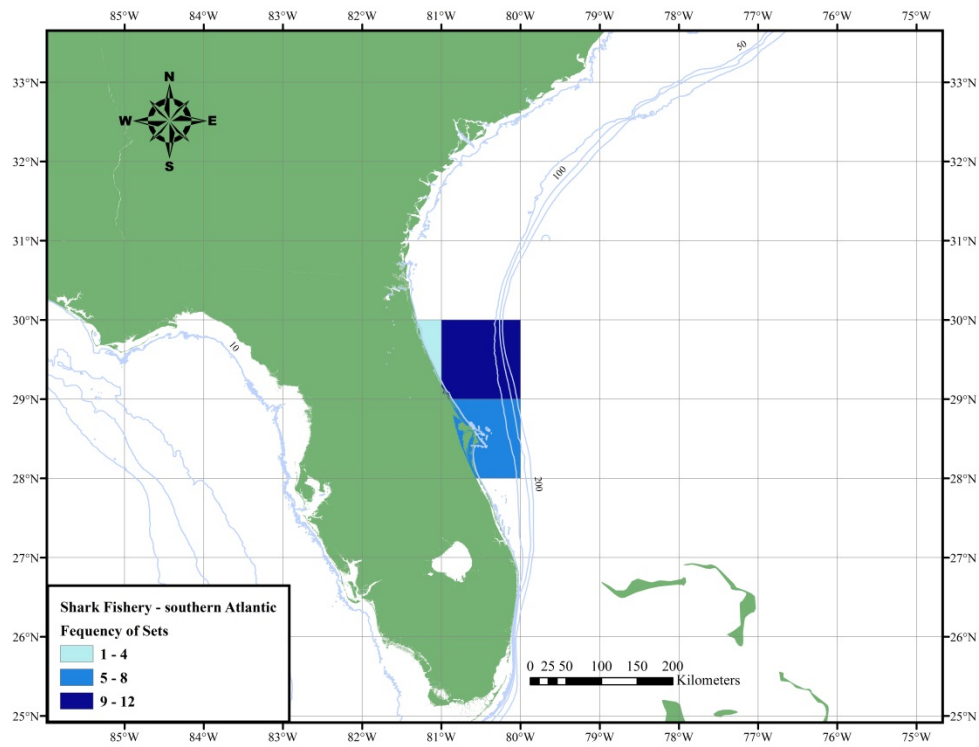 85°W 84°W 83°W 82°W 81°W 80°W 79°W 78°W 77°W 76°W 75°W
50
33°N 33°N
N
W E
S
32°N 32°N
100
31°N 31°N
30°N 30°N
10
29°N 29°N
28°N 28°N
200
27°N 27°N
Shark Fishery - southern Atlantic
Fequency of Sets
1 - 4
5 - 8
9 - 12
26°N 26°N
0 25 50 100 150 200
Kilometers
25°N 25°N
85°W 84°W 83°W 82°W 81°W 80°W 79°W 78°W 77°W 76°W 75°W